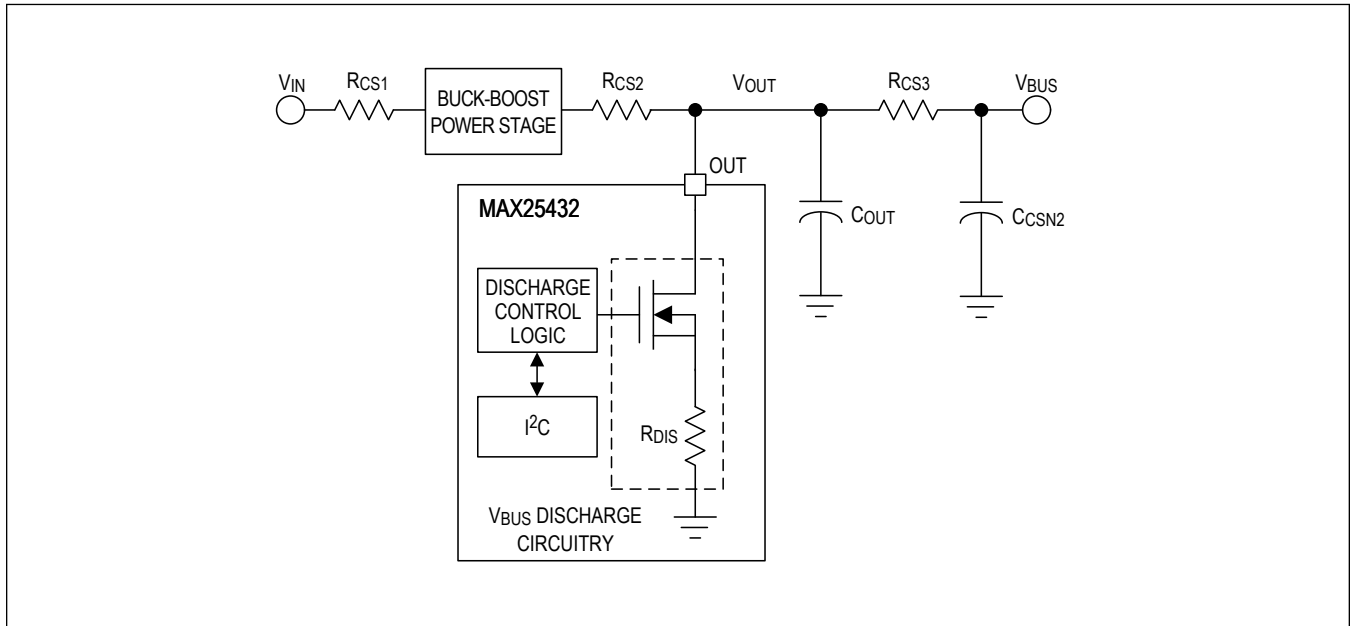 VIN
RCS1
BUCK-BOOST
POWER STAGE
RCS2
VOUT
RCS3
VBUS
OUT
MAX25432
COUT
CCSN2
DISCHARGE
CONTROL
LOGIC
I2C
RDIS
VBUS DISCHARGE
CIRCUITRY